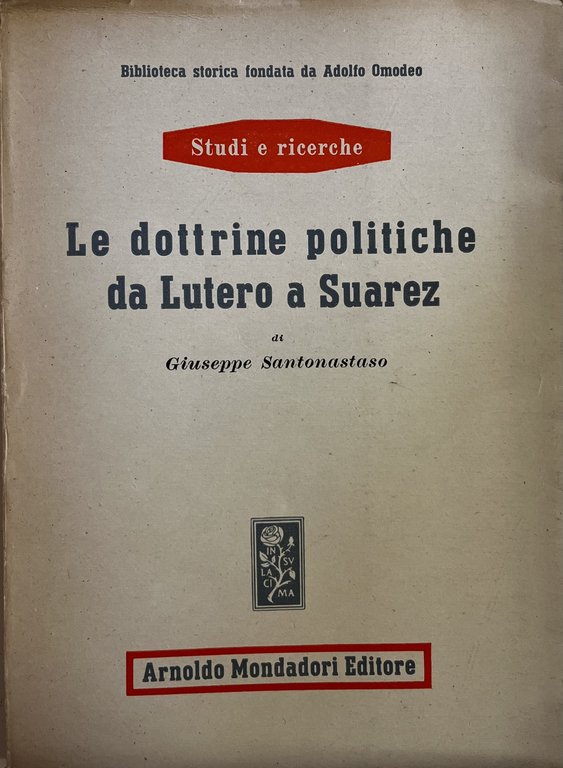 Biblioteca storica fondata da Adolfo Omodeo
Studi e ricerche
Le dottrine politiche
da Lutero a Suarez
di
Giuseppe Santonastaso
IN SV
LA CI MA
Arnoldo Mondadori Editore